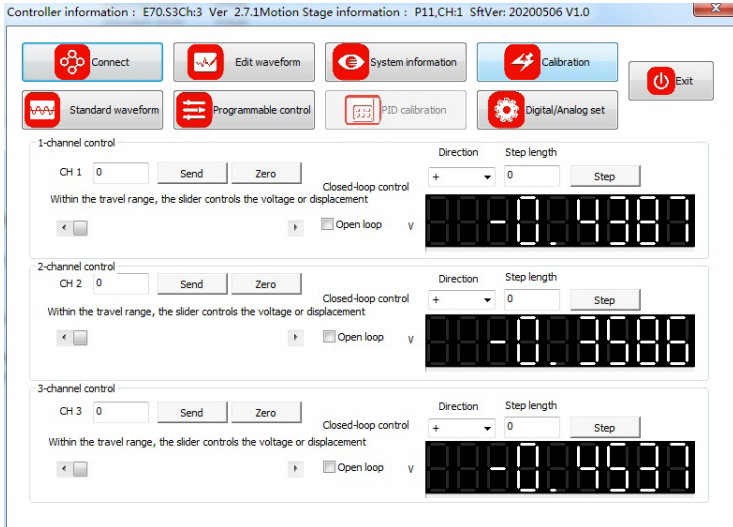 Controller information : E70.S3Ch:3 Ver 2.7.1Motion Stage information : P11,CH:1 SftVer: 20200506 V1.0
Connect Edit waveform System information Calibration
Exit
Standard waveform Programmable control PID calibration Digital/Analog set
1-channel control
Direction Step length
CH 1 0 Send Zero + 0 Step
Closed-loop control
Within the travel range, the slider controls the voltage or displacement
Open loop V -0.4387
2-channel control
Direction Step length
CH 2 0 Send Zero + 0 Step
Closed-loop control
Within the travel range, the slider controls the voltage or displacement
Open loop V -0.3586
3-channel control
Direction Step length
CH 3 0 Send Zero + 0 Step
Closed-loop control
Within the travel range, the slider controls the voltage or displacement
Open loop V -0.4537